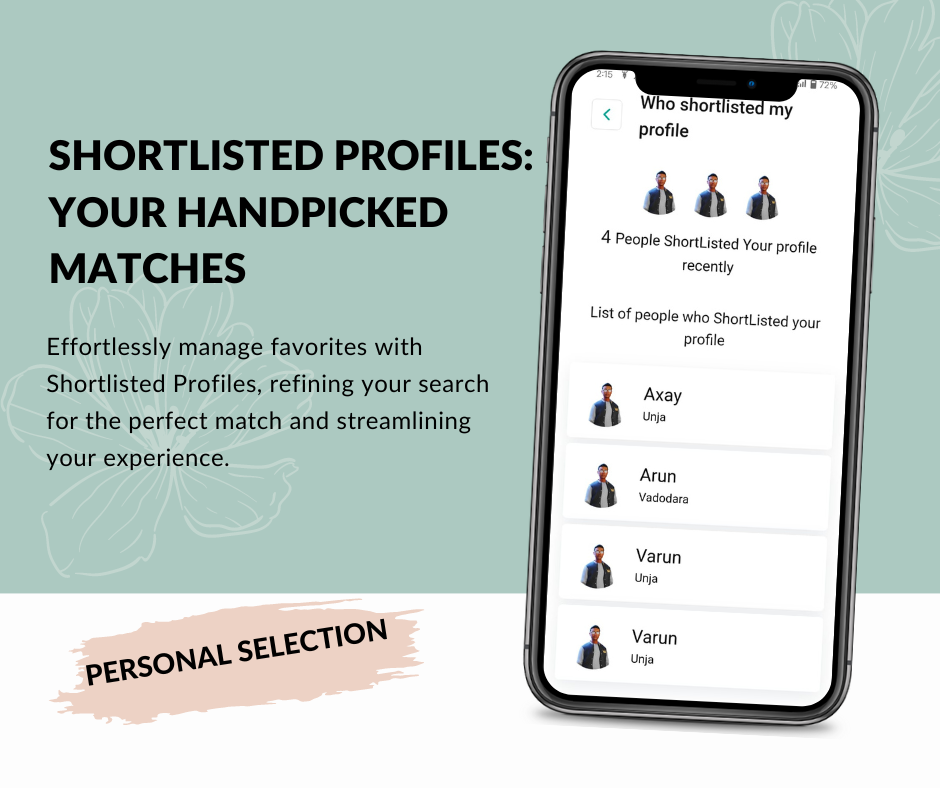 SHORTLISTED PROFILES:
YOUR HANDPICKED
MATCHES
Effortlessly manage favorites with
Shortlisted Profiles, refining your search
for the perfect match and streamlining
your experience.
PERSONAL SELECTION
2:15
72%
Who shortlisted my
profile
4 People ShortListed Your profile
recently
List of people who ShortListed your
profile
Axay
Unja
Arun
Vadodara
Varun
Unja
Varun
Unja